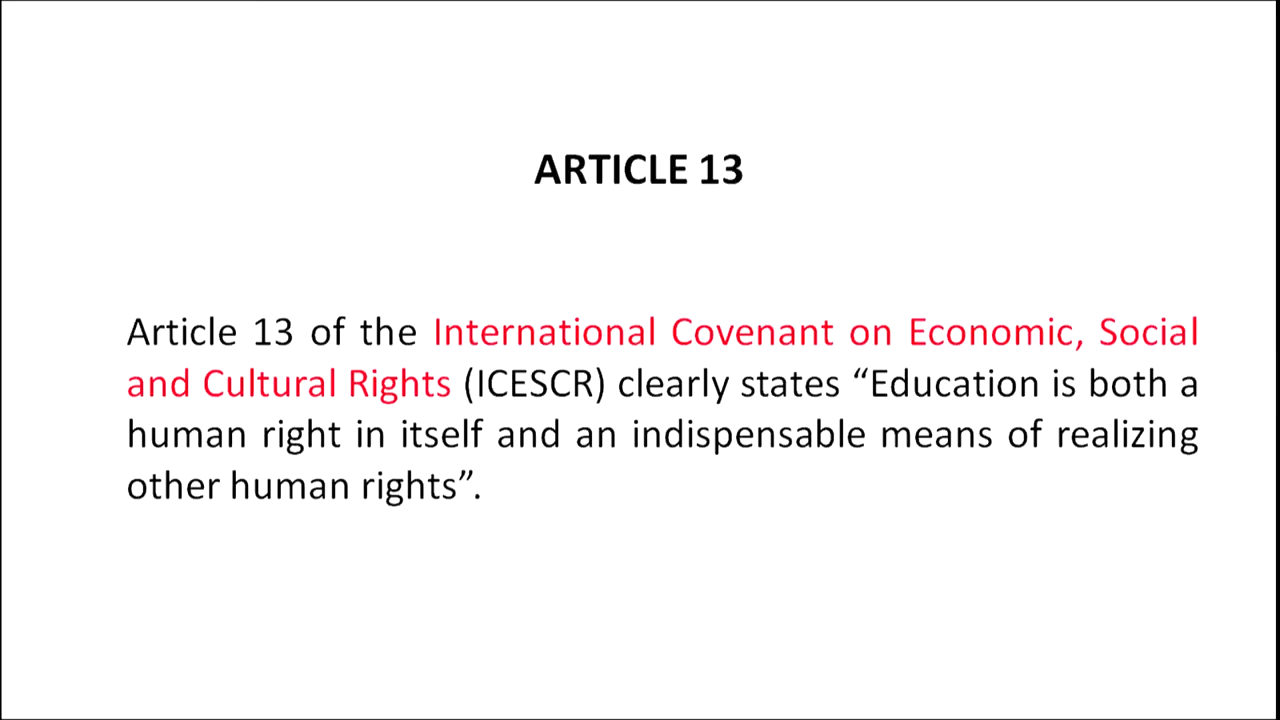 ARTICLE 13
Article 13 of the International Covenant on Economic, Social
and Cultural Rights (ICESCR) clearly states “Education is both a
human right in itself and an indispensable means of realizing
other human rights”.